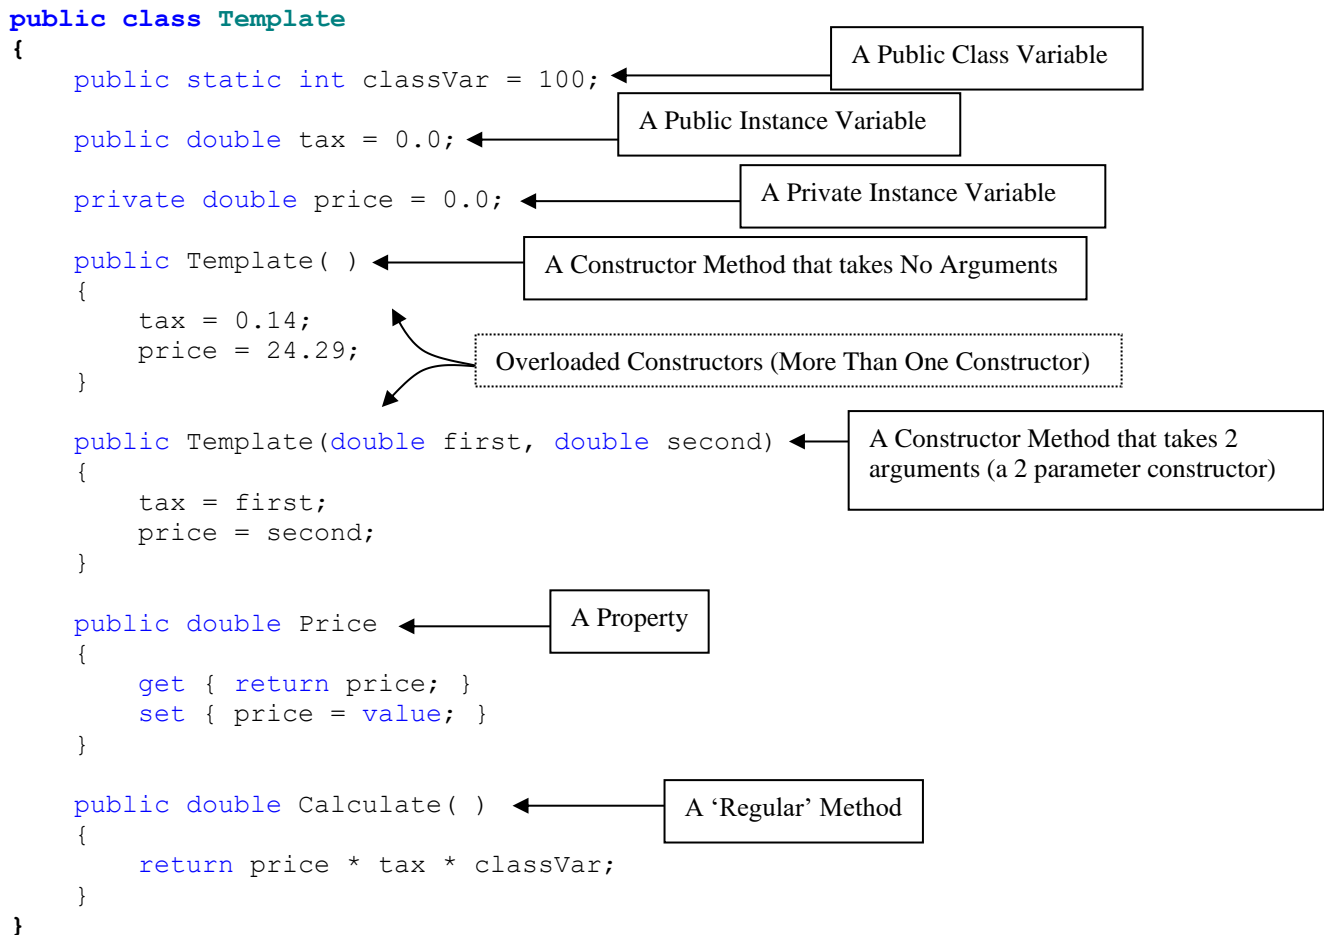 public class Template
{
A Public Class Variable
public static int classVar = 100;
A Public Instance Variable
public double tax = 0.0;
A Private Instance Variable
private double price = 0.0;
public Template( )
A Constructor Method that takes No Arguments
{
tax = 0.14;
price = 24.29;
Overloaded Constructors (More Than One Constructor)
}
public Template(double first, double second)
A Constructor Method that takes 2
arguments (a 2 parameter constructor)
{
tax = first;
price = second;
}
public double Price
A Property
{
get { return price; }
set { price = value; }
}
public double Calculate( )
A ‘Regular’ Method
{
return price * tax * classVar;
}
}